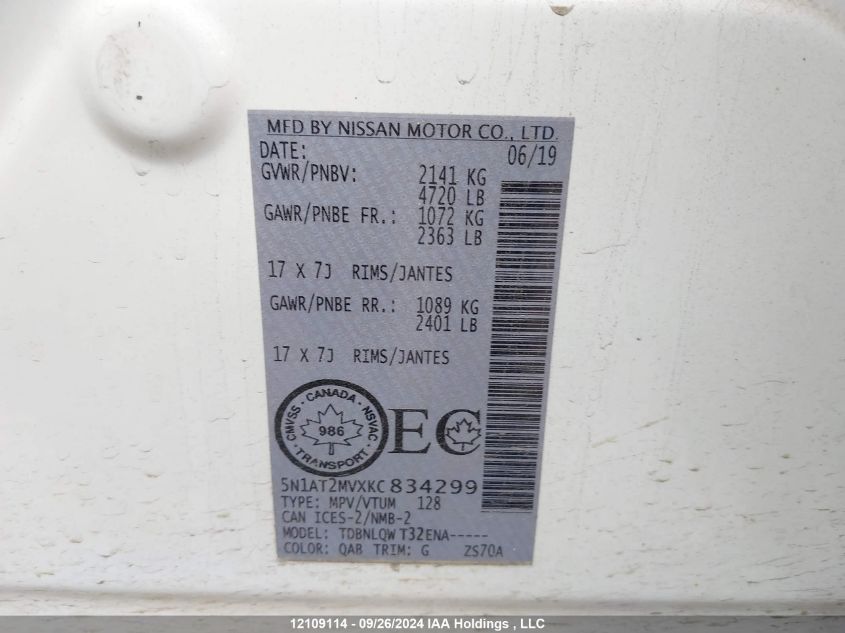 MFD BY NISSAN MOTOR CO., LTD.
DATE: 06/19
GVWR/PNBV: 2141 KG
4720 LB
GAWR/PNBE FR.: 1072 KG
2363 LB
17 X 7J RIMS/JANTES
GAWR/PNBE RR.: 1089 KG
2401 LB
17 X 7J RIMS/JANTES
CMVSS · CANADA · NSVAC · TRANSPORT ·
986
EC
5N1AT2MVXKC834299
TYPE: MPV/VTUM 128
CAN ICES-2/NMB-2
MODEL: TDBNLQW T32ENA-----
COLOR: QAB TRIM: G ZS70A
12109114 - 09/26/2024 IAA Holdings , LLC